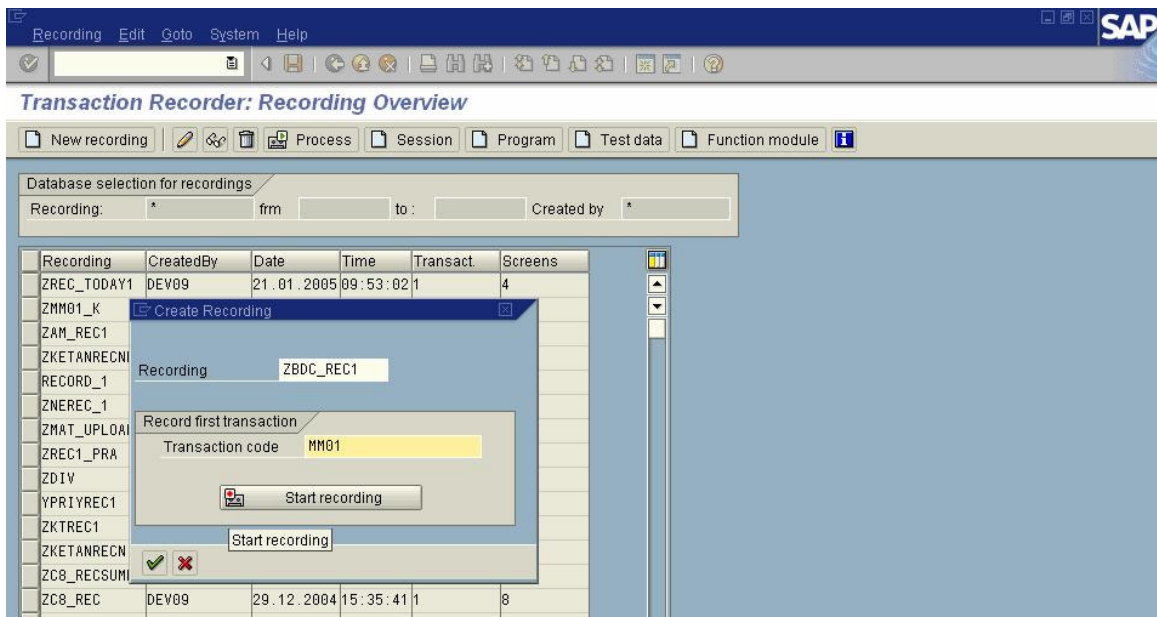 Recording Edit Goto System Help
SAP
Transaction Recorder: Recording Overview
New recording Process Session Program Test data Function module
Database selection for recordings
Recording: * frm to : Created by *
Recording CreatedBy Date Time Transact. Screens
ZREC_TODAY1 DEV09 21.01.2005 09:53:02 1 4
ZMM01_K
ZAM_REC1
ZKETANRECN
RECORD_1
ZNEREC_1
ZMAT_UPLOA
ZREC1_PRA
ZDIV
YPRIYREC1
ZKTREC1
ZKETANRECN
ZC8_RECSUM
ZC8_REC DEV09 29.12.2004 15:35:41 1 8
Create Recording
Recording ZBDC_REC1
Record first transaction
Transaction code MM01
Start recording
Start recording